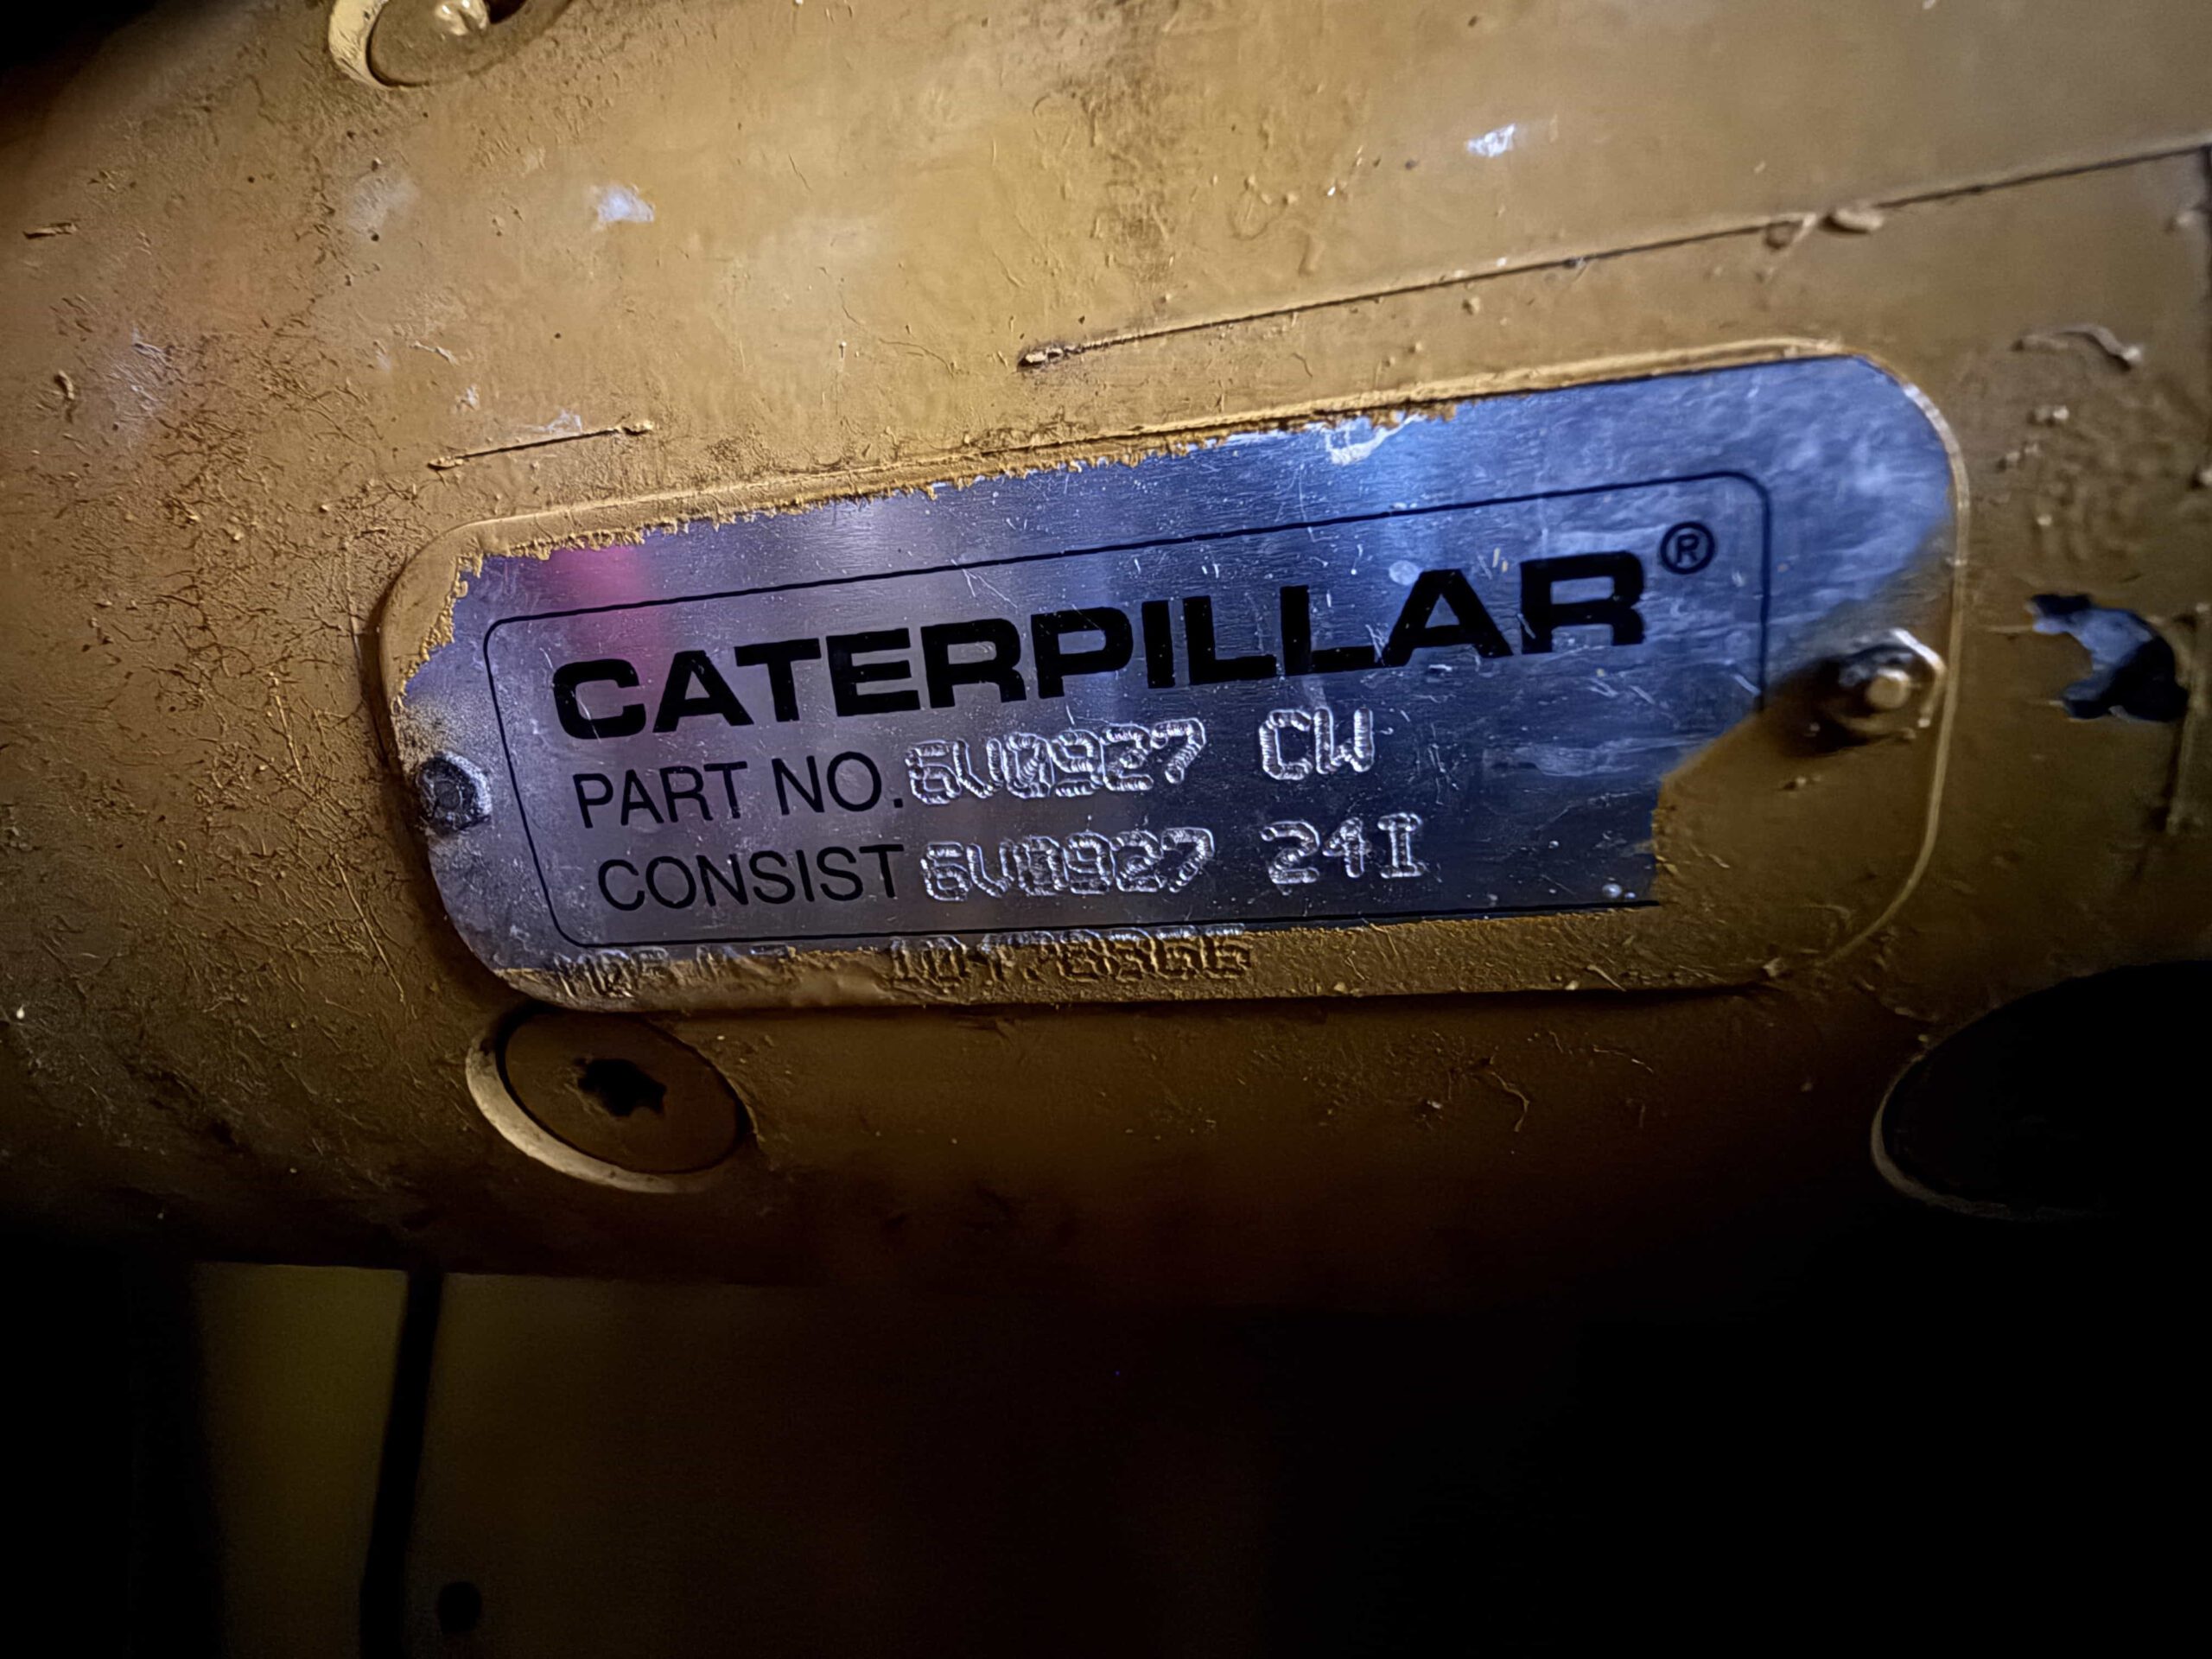 CATERPILLAR®
PART NO. 6V0927 CW
CONSIST 6V0927 24I